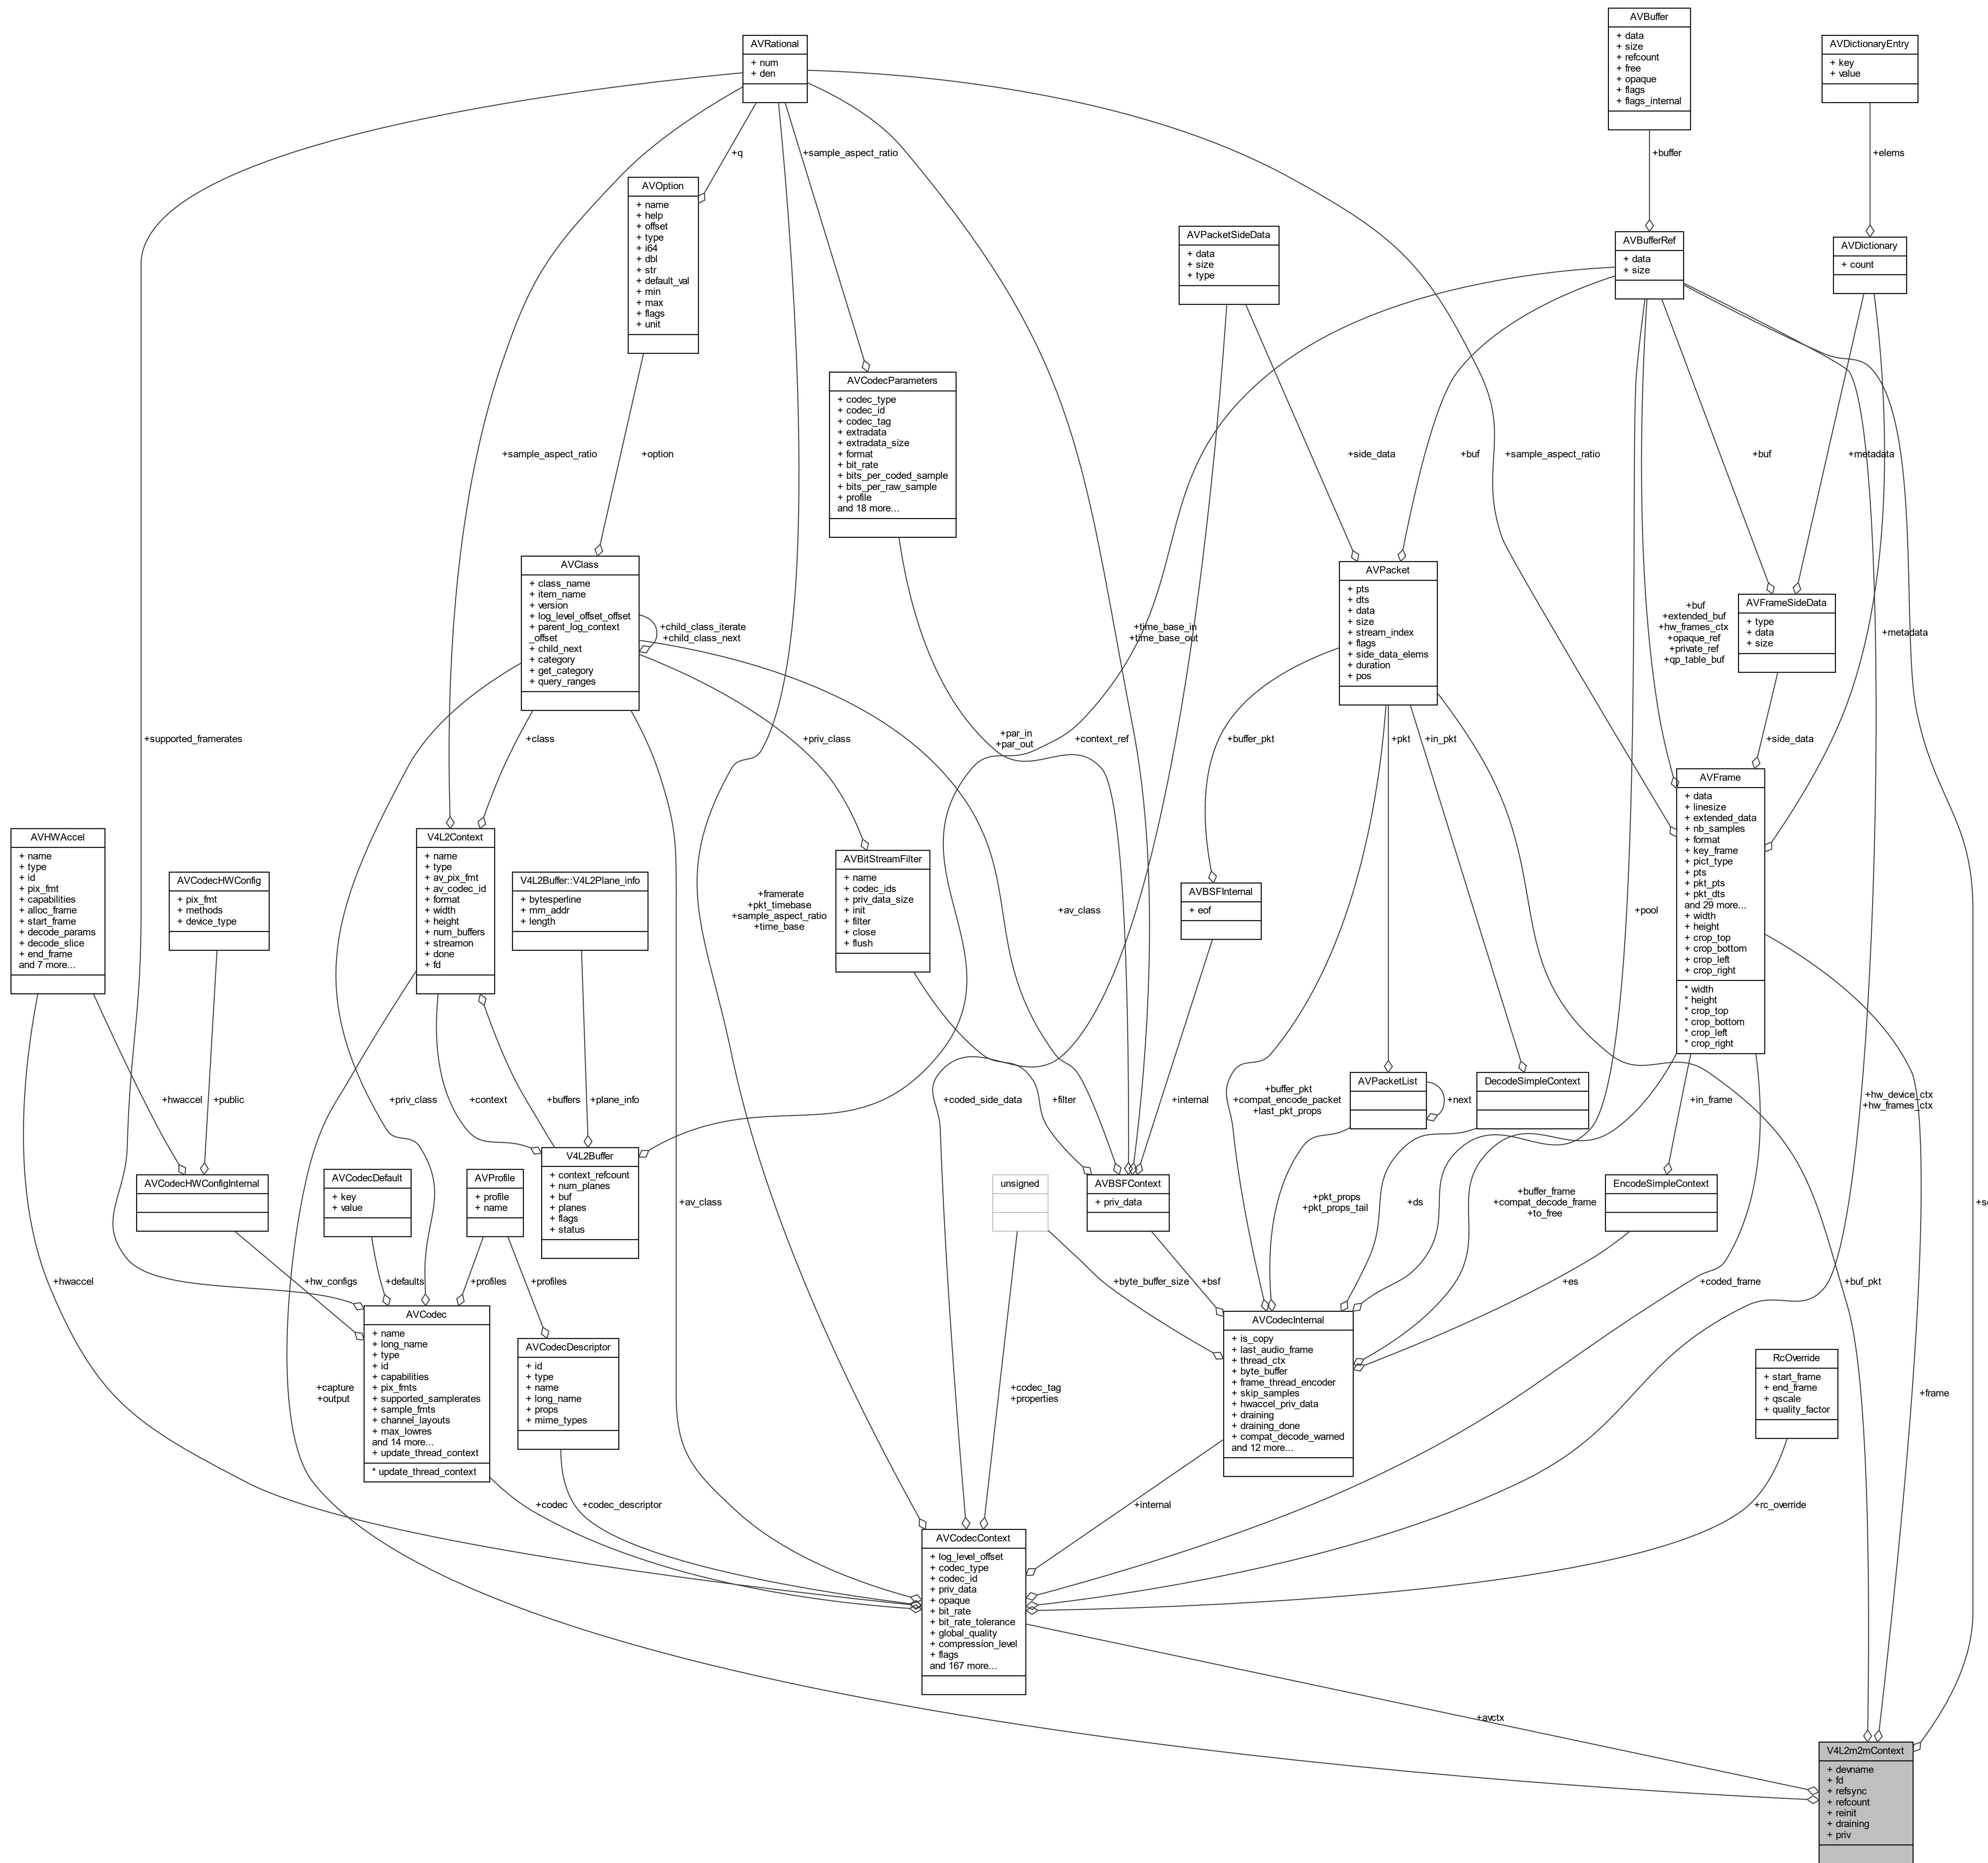 AVBuffer
+ data
+ size
+ refcount
+ free
+ opaque
+ flags
+ flags_internal
AVDictionaryEntry
+ key
+ value
AVRational
+ num
+ den
+buffer
+elems
+q
+sample_aspect_ratio
AVOption
+ name
+ help
+ offset
+ type
+ i64
+ dbl
+ str
+ default_val
+ min
+ max
+ flags
+ unit
AVPacketSideData
+ data
+ size
+ type
AVBufferRef
+ data
+ size
AVDictionary
+ count
AVCodecParameters
+ codec_type
+ codec_id
+ codec_tag
+ extradata
+ extradata_size
+ format
+ bit_rate
+ bits_per_coded_sample
+ bits_per_raw_sample
+ profile
and 18 more...
+sample_aspect_ratio
+option
+side_data
+buf
+sample_aspect_ratio
+buf
+metadata
AVClass
+ class_name
+ item_name
+ version
+ log_level_offset_offset
+ parent_log_context
_offset
+ child_next
+ category
+ get_category
+ query_ranges
+child_class_iterate
+child_class_next
+time_base_in
+time_base_out
AVPacket
+ pts
+ dts
+ data
+ size
+ stream_index
+ flags
+ side_data_elems
+ duration
+ pos
+buf
+extended_buf
+hw_frames_ctx
+opaque_ref
+private_ref
+qp_table_buf
AVFrameSideData
+ type
+ data
+ size
+metadata
+supported_framerates
+class
+priv_class
+par_in
+par_out
+context_ref
+buffer_pkt
+pkt
+in_pkt
+side_data
AVFrame
+ data
+ linesize
+ extended_data
+ nb_samples
+ format
+ key_frame
+ pict_type
+ pts
+ pkt_pts
+ pkt_dts
and 29 more...
+ width
+ height
+ crop_top
+ crop_bottom
+ crop_left
+ crop_right
* width
* height
* crop_top
* crop_bottom
* crop_left
* crop_right
AVHWAccel
+ name
+ type
+ id
+ pix_fmt
+ capabilities
+ alloc_frame
+ start_frame
+ decode_params
+ decode_slice
+ end_frame
and 7 more...
AVCodecHWConfig
+ pix_fmt
+ methods
+ device_type
V4L2Context
+ name
+ type
+ av_pix_fmt
+ av_codec_id
+ format
+ width
+ height
+ num_buffers
+ streamon
+ done
+ fd
V4L2Buffer::V4L2Plane_info
+ bytesperline
+ mm_addr
+ length
+framerate
+pkt_timebase
+sample_aspect_ratio
+time_base
AVBitStreamFilter
+ name
+ codec_ids
+ priv_data_size
+ init
+ filter
+ close
+ flush
+av_class
AVBSFInternal
+ eof
+pool
+hwaccel
+public
+priv_class
+context
+buffers
+plane_info
+coded_side_data
+filter
+internal
+buffer_pkt
+compat_encode_packet
+last_pkt_props
AVPacketList
+next
DecodeSimpleContext
+in_frame
+hw_device_ctx
+hw_frames_ctx
AVCodecHWConfigInternal
AVCodecDefault
+ key
+ value
AVProfile
+ profile
+ name
V4L2Buffer
+ context_refcount
+ num_planes
+ buf
+ planes
+ flags
+ status
+av_class
unsigned
AVBSFContext
+ priv_data
+pkt_props
+pkt_props_tail
+ds
+buffer_frame
+compat_decode_frame
+to_free
EncodeSimpleContext
+hwaccel
+hw_configs
+defaults
+profiles
+profiles
+byte_buffer_size
+bsf
+es
+coded_frame
+buf_pkt
AVCodec
+ name
+ long_name
+ type
+ id
+ capabilities
+ pix_fmts
+ supported_samplerates
+ sample_fmts
+ channel_layouts
+ max_lowres
and 14 more...
+ update_thread_context
* update_thread_context
+capture
+output
AVCodecDescriptor
+ id
+ type
+ name
+ long_name
+ props
+ mime_types
+codec_tag
+properties
AVCodecInternal
+ is_copy
+ last_audio_frame
+ thread_ctx
+ byte_buffer
+ frame_thread_encoder
+ skip_samples
+ hwaccel_priv_data
+ draining
+ draining_done
+ compat_decode_warned
and 12 more...
RcOverride
+ start_frame
+ end_frame
+ qscale
+ quality_factor
+frame
+codec
+codec_descriptor
+internal
+rc_override
AVCodecContext
+ log_level_offset
+ codec_type
+ codec_id
+ priv_data
+ opaque
+ bit_rate
+ bit_rate_tolerance
+ global_quality
+ compression_level
+ flags
and 167 more...
+avctx
V4L2m2mContext
+ devname
+ fd
+ refsync
+ refcount
+ reinit
+ draining
+ priv